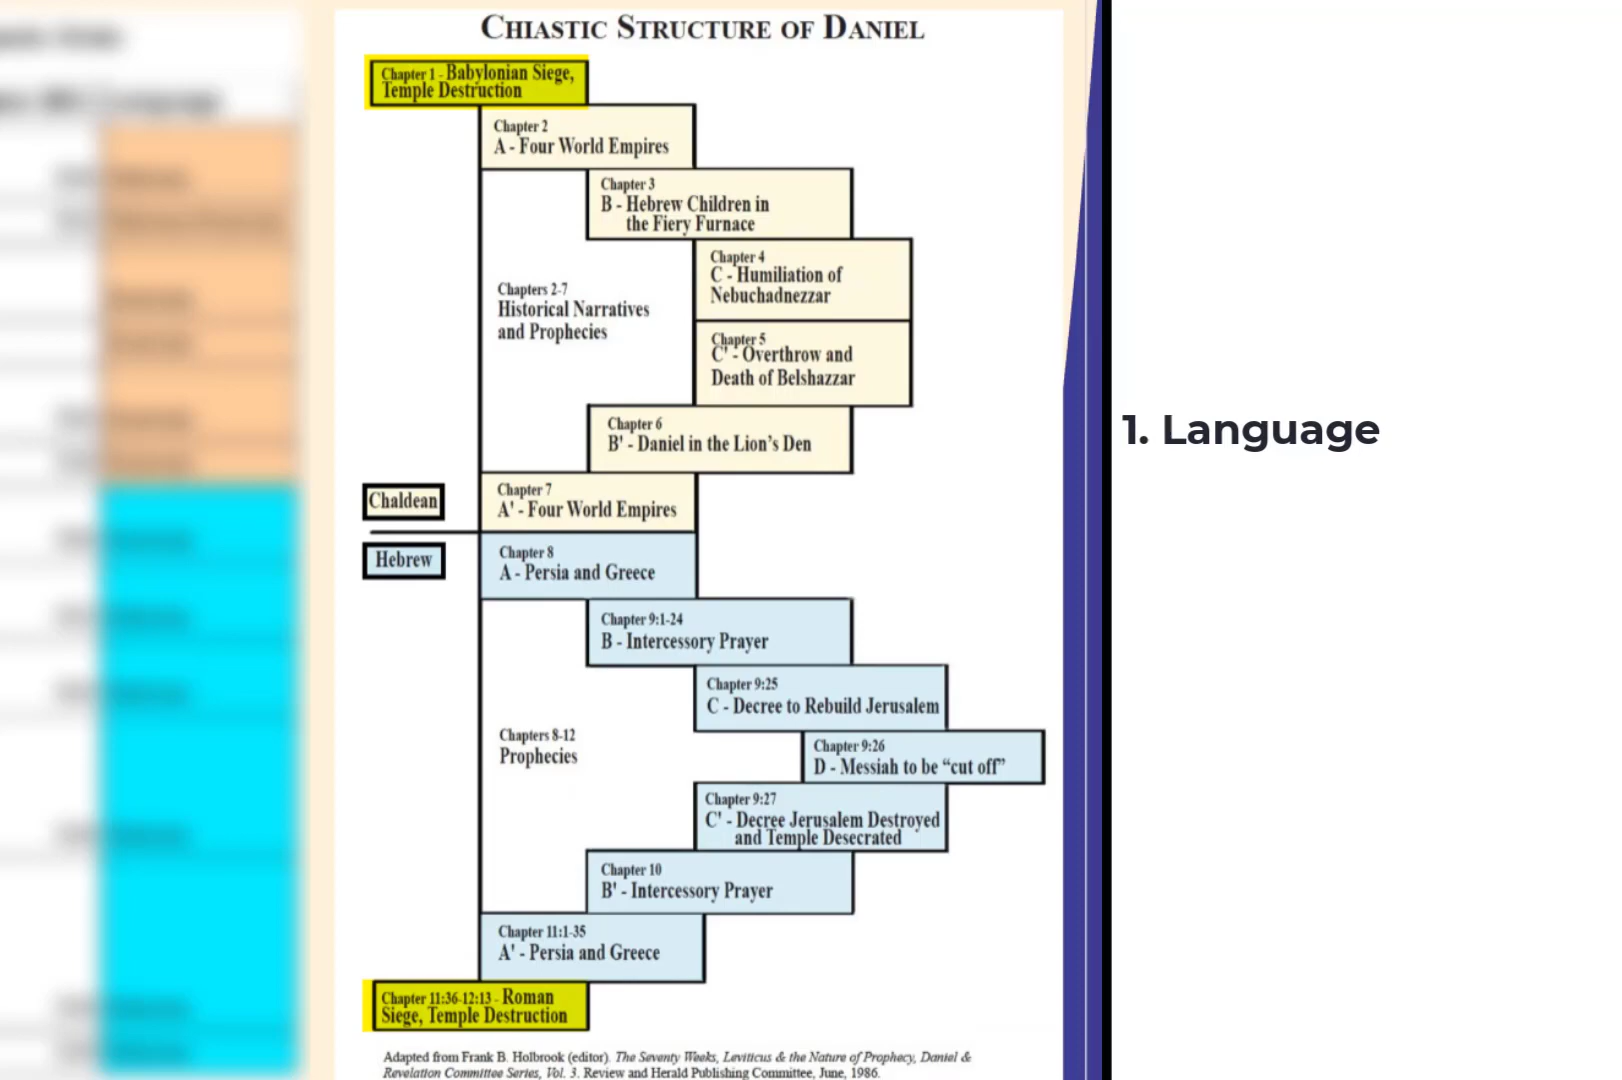 CHIASTIC STRUCTURE OF DANIEL
Chapter 1 - Babylonian Siege,
Temple Destruction
Chapter 2
A - Four World Empires
Chapter 3
B - Hebrew Children in
the Fiery Furnace
Chapter 4
C - Humiliation of
Nebuchadnezzar
Chapters 2-7
Historical Narratives
and Prophecies
Chapter 5
C' - Overthrow and
Death of Belshazzar
Chapter 6
B' - Daniel in the Lion's Den
Chaldean
Chapter 7
A' - Four World Empires
Hebrew
Chapter 8
A - Persia and Greece
Chapter 9:1-24
B - Intercessory Prayer
Chapter 9:25
C - Decree to Rebuild Jerusalem
Chapters 8-12
Prophecies
Chapter 9:26
D - Messiah to be “cut off”
Chapter 9:27
C' - Decree Jerusalem Destroyed
and Temple Desecrated
Chapter 10
B' - Intercessory Prayer
Chapter 11:1-35
A' - Persia and Greece
Chapter 11:36-12:13 - Roman
Siege, Temple Destruction
Adapted from Frank B. Holbrook (editor). The Seventy Weeks, Leviticus & the Nature of Prophecy, Daniel &
Revelation Committee Series, Vol. 3. Review and Herald Publishing Committee, June, 1986.
1. Language